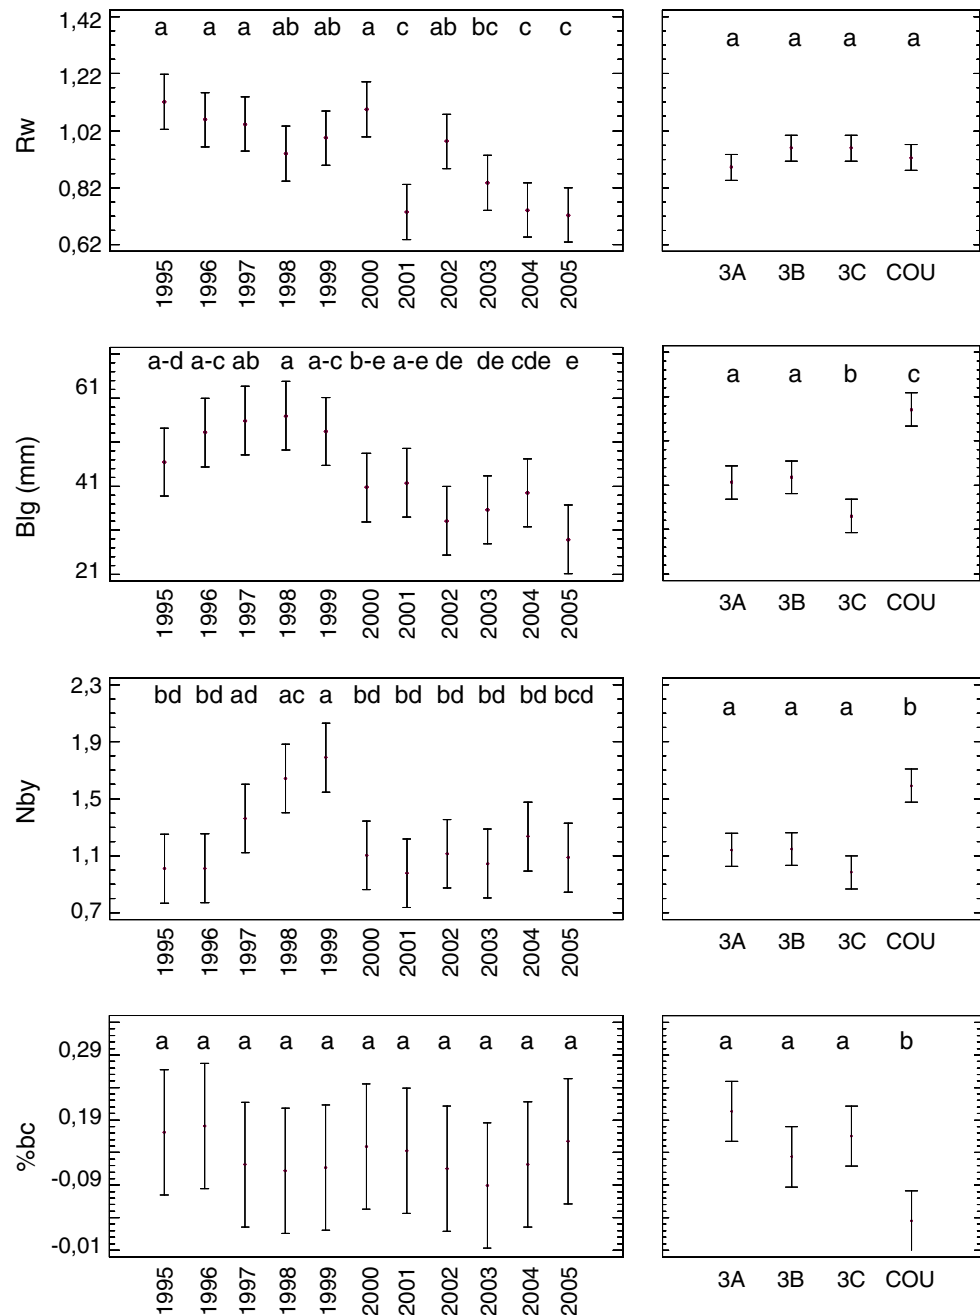 1,42
a a a ab ab a c ab bc c c
a a a a
1,22
Rw
1,02
0,82
0,62
1995 1996 1997 1998 1999 2000 2001 2002 2003 2004 2005
3A 3B 3C COU
a-d a-c ab a a-c b-e a-e de de cde e
a a b c
61
Blg (mm)
41
21
1995 1996 1997 1998 1999 2000 2001 2002 2003 2004 2005
3A 3B 3C COU
2,3
bd bd ad ac a bd bd bd bd bd bcd
a a a b
1,9
Nby
1,5
1,1
0,7
1995 1996 1997 1998 1999 2000 2001 2002 2003 2004 2005
3A 3B 3C COU
a a a a a a a a a a a
a a a b
0,29
%bc
0,19
-0,09
-0,01
1995 1996 1997 1998 1999 2000 2001 2002 2003 2004 2005
3A 3B 3C COU